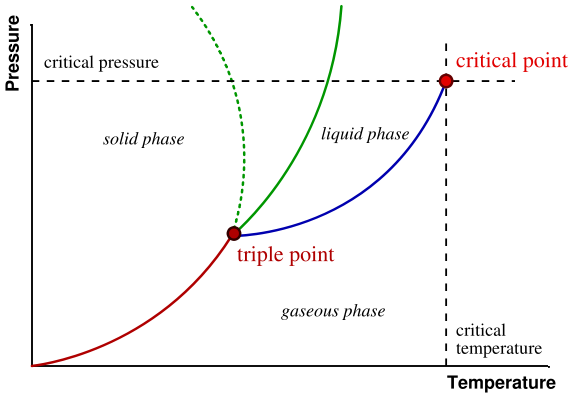 Pressure
critical pressure
critical point
solid phase
liquid phase
triple point
gaseous phase
critical
temperature
Temperature